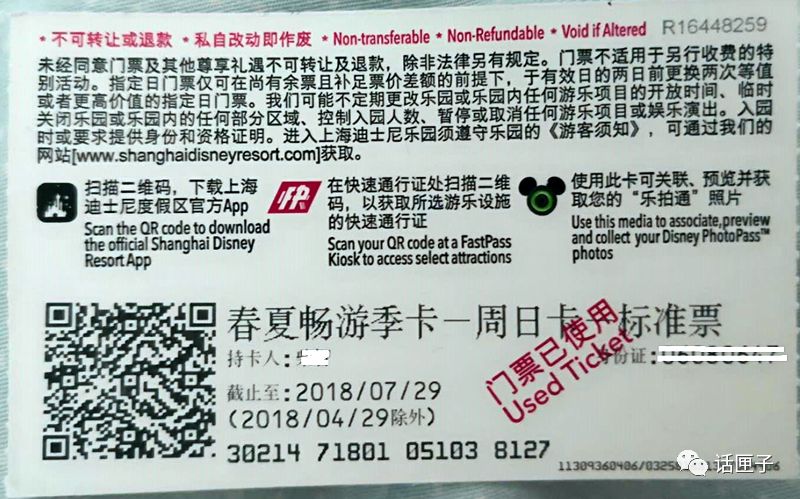 * 不可转让或退款 * 私自改动即作废 * Non-transferable * Non-Refundable * Void if Altered R16448259
未经同意门票及其他尊享礼遇不可转让及退款，除非法律另有规定。门票不适用于另行收费的特
别活动。指定日门票仅可在尚有余票且补足票价差额的前提下，于有效日的两日前更换两次等值
或者更高价值的指定日门票。我们可能不定期更改乐园或乐园内任何游乐项目的开放时间、临时
关闭乐园或乐园内的任何部分区域、控制入园人数、暂停或取消任何游乐项目或娱乐演出。入园
时或要求提供身份和资格证明。进入上海迪士尼乐园须遵守乐园的《游客须知》，可通过我们的
网站[www.shanghaidisneyresort.com]获取。
扫描二维码，下载上海
迪士尼度假区官方App
Scan the QR code to download
the official Shanghai Disney
Resort App
FP
在快速通行证处扫描二维
码，以获取所选游乐设施
的快速通行证
Scan your QR code at a FastPass
Kiosk to access select attractions
使用此卡可关联、预览并获
取您的“乐拍通”照片
Use this media to associate,preview
and collect your Disney PhotoPass™
photos
春夏畅游季卡－周日卡－标准票
持卡人:
份证:
截止至:2018/07/29
(2018/04/29除外)
30214 71801 05103 8127
门票已使用
Used Ticket
11309360406/0325
话匣子